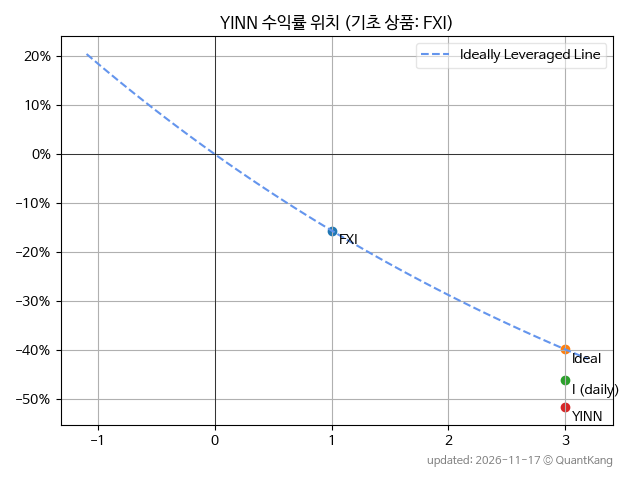 YINN 수익률 위치 (기초 상품: FXI)
Ideally Leveraged Line
20%
10%
0%
−10%
−20%
−30%
−40%
−50%
FXI
Ideal
I (daily)
YINN
−1
0
1
2
3
updated: 2026-11-17 © QuantKang